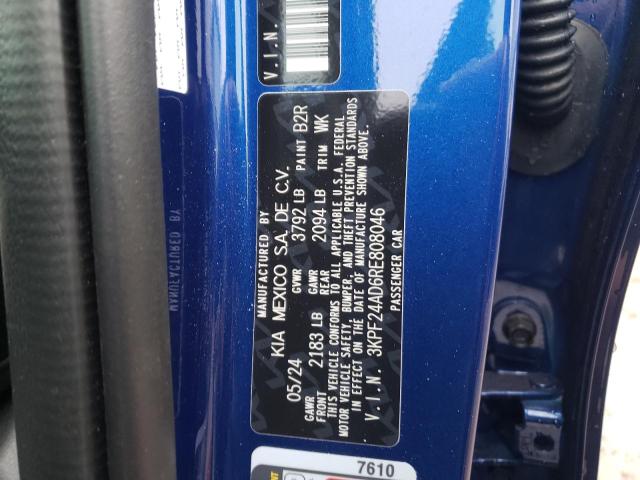 V.I.N.
MANUFACTURED BY
KIA MEXICO S.A. DE C.V.
05/24 GVWR 3792 LB PAINT B2R
GAWR FRONT 2183 LB GAWR REAR 2094 LB TRIM WK
THIS VEHICLE CONFORMS TO ALL APPLICABLE U.S.A. FEDERAL
MOTOR VEHICLE SAFETY, BUMPER, AND THEFT PREVENTION STANDARDS
IN EFFECT ON THE DATE OF MANUFACTURE SHOWN ABOVE.
V.I.N. 3KPF24AD6RE808046
PASSENGER CAR
7610
MANUFACTURED BY